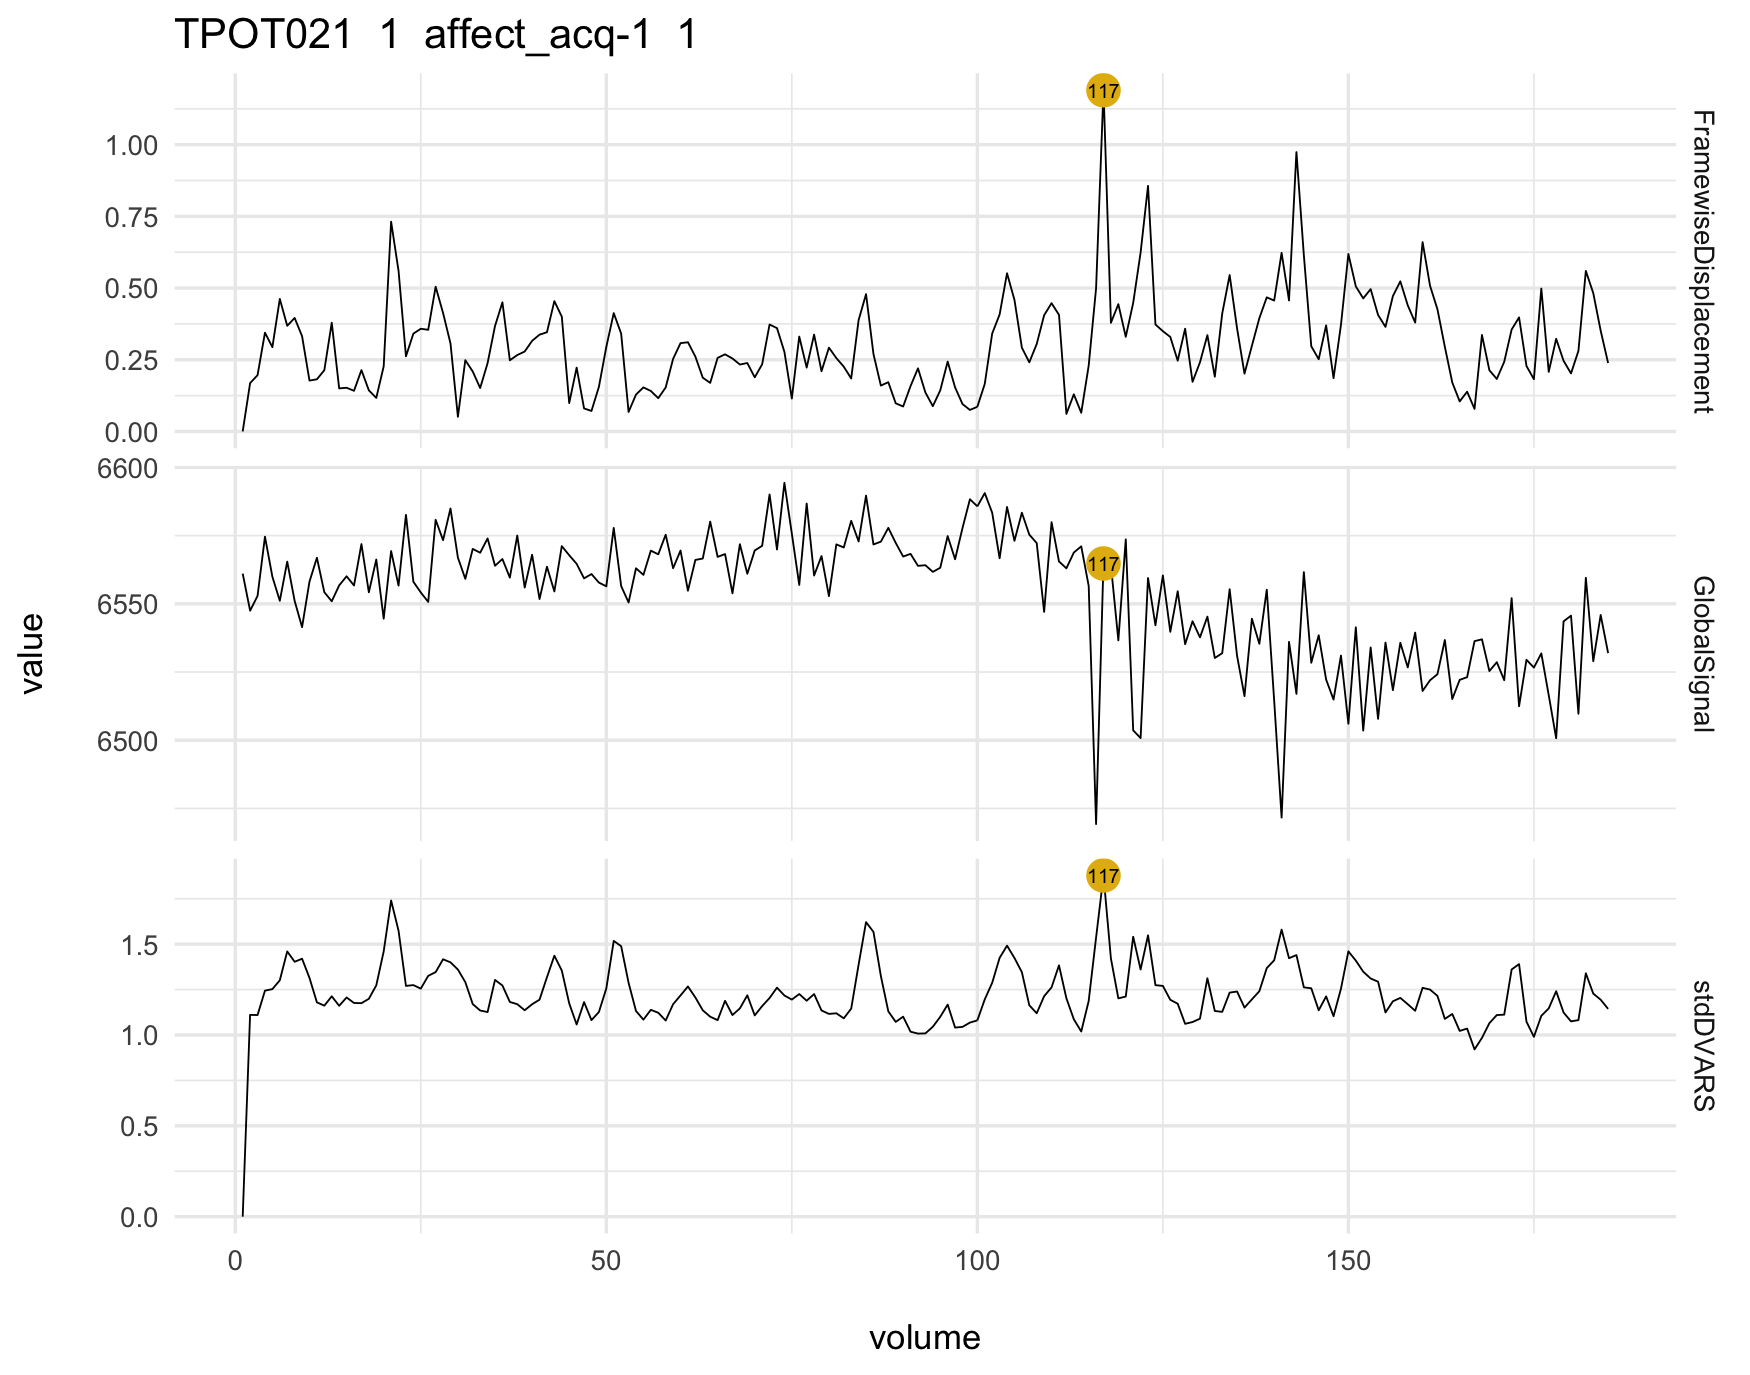 TPOT021 1 affect_acq-1 1
117
1.00
0.75
0.50
0.25
0.00
FramewiseDisplacement
6600
6550
6500
117
GlobalSignal
value
117
1.5
1.0
0.5
0.0
stdDVARS
0 50 100 150
volume